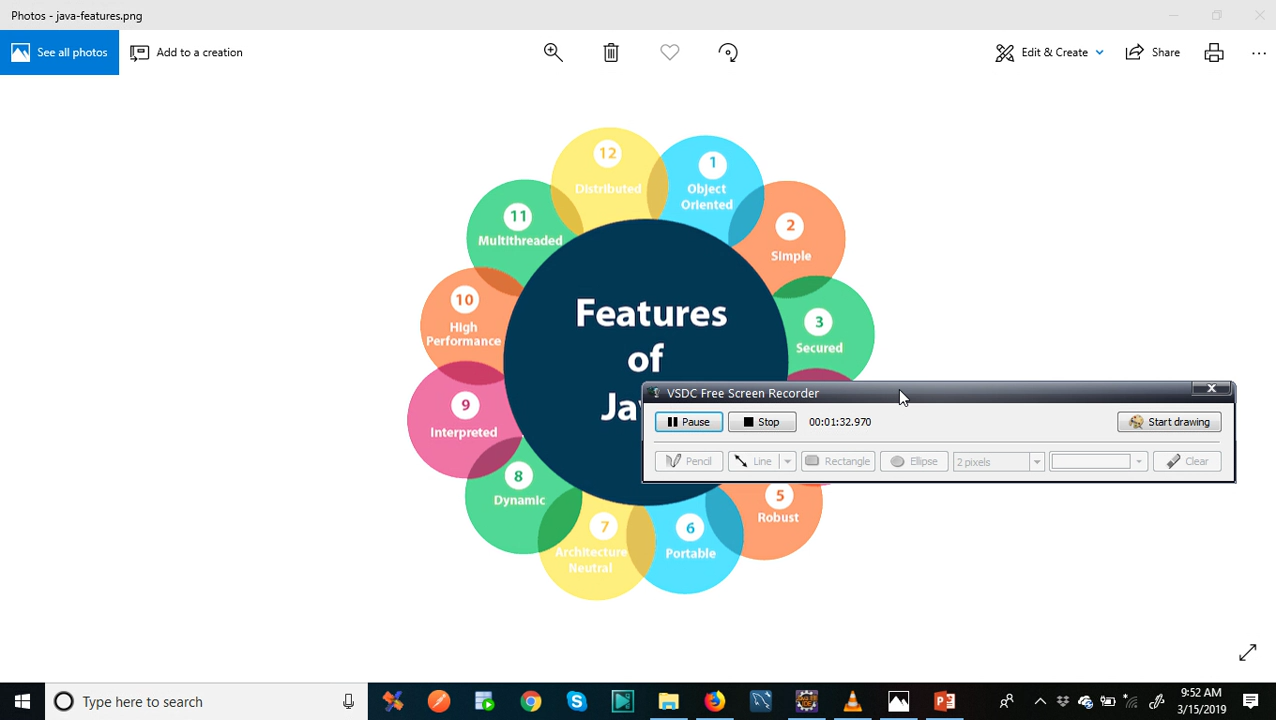 Photos - java-features.png
See all photos
Add to a creation
Edit & Create
Share
12
Distributed
1
Object
Oriented
2
Simple
3
Secured
11
Multithreaded
10
High
Performance
9
Interpreted
8
Dynamic
7
Architecture
Neutral
6
Portable
5
Robust
Features
of
VSDC Free Screen Recorder
Pause
Stop
00:01:32.970
Start drawing
Pencil
Line
Rectangle
Ellipse
2 pixels
Clear
Type here to search
9:52 AM
3/15/2019